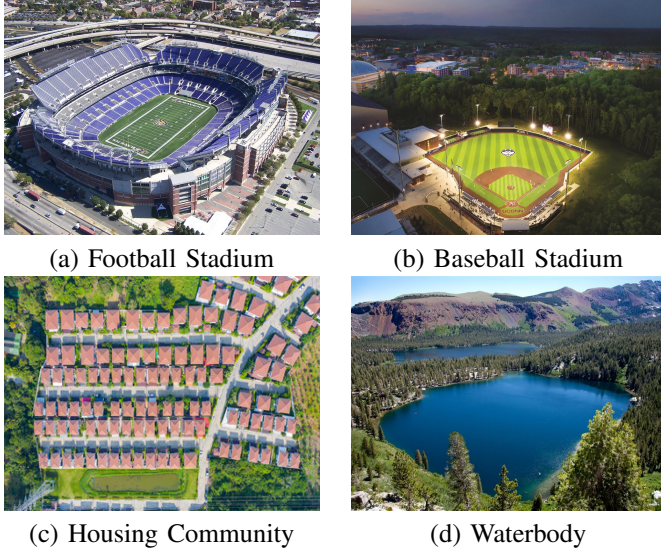 (a) Football Stadium
(b) Baseball Stadium
(c) Housing Community
(d) Waterbody